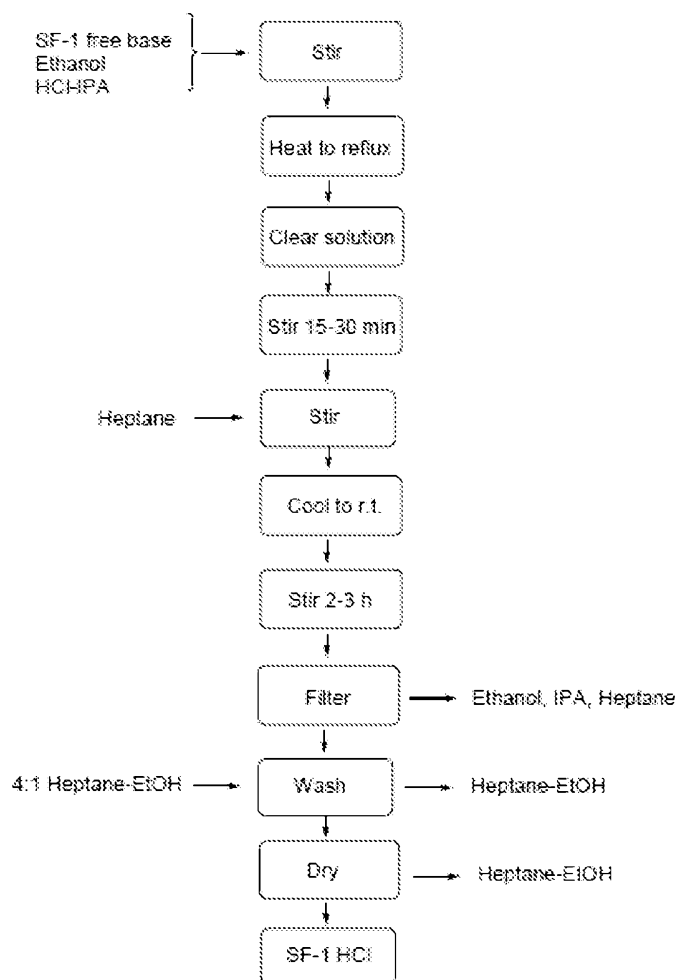 SF-1 free base
Ethanol
HCl-IPA
Stir
Heat to reflux
Clear solution
Stir 15-30 min
Heptane
Stir
Cool to r.t.
Stir 2-3 h
Filter
Ethanol, IPA, Heptane
4:1 Heptane-EtOH
Wash
Heptane-EtOH
Dry
Heptane-EtOH
SF-1 HCl